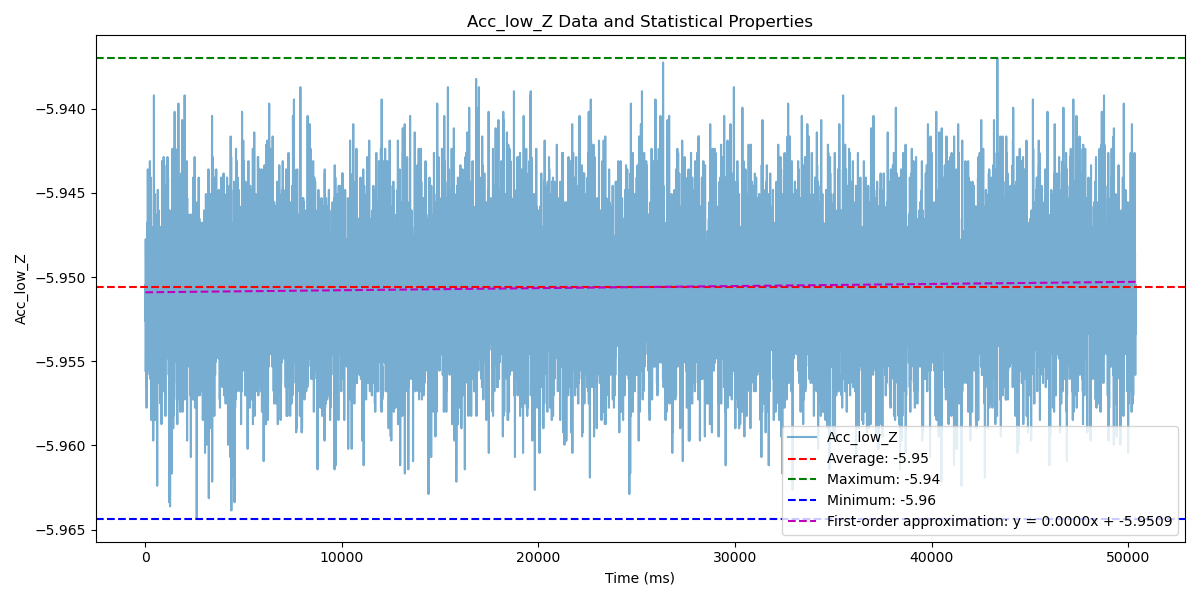 Acc_low_Z Data and Statistical Properties
−5.940
−5.945
−5.950
−5.955
−5.960
−5.965
Acc_low_Z
Acc_low_Z
Average: -5.95
Maximum: -5.94
Minimum: -5.96
First-order approximation: y = 0.0000x + -5.9509
0 10000 20000 30000 40000 50000
Time (ms)